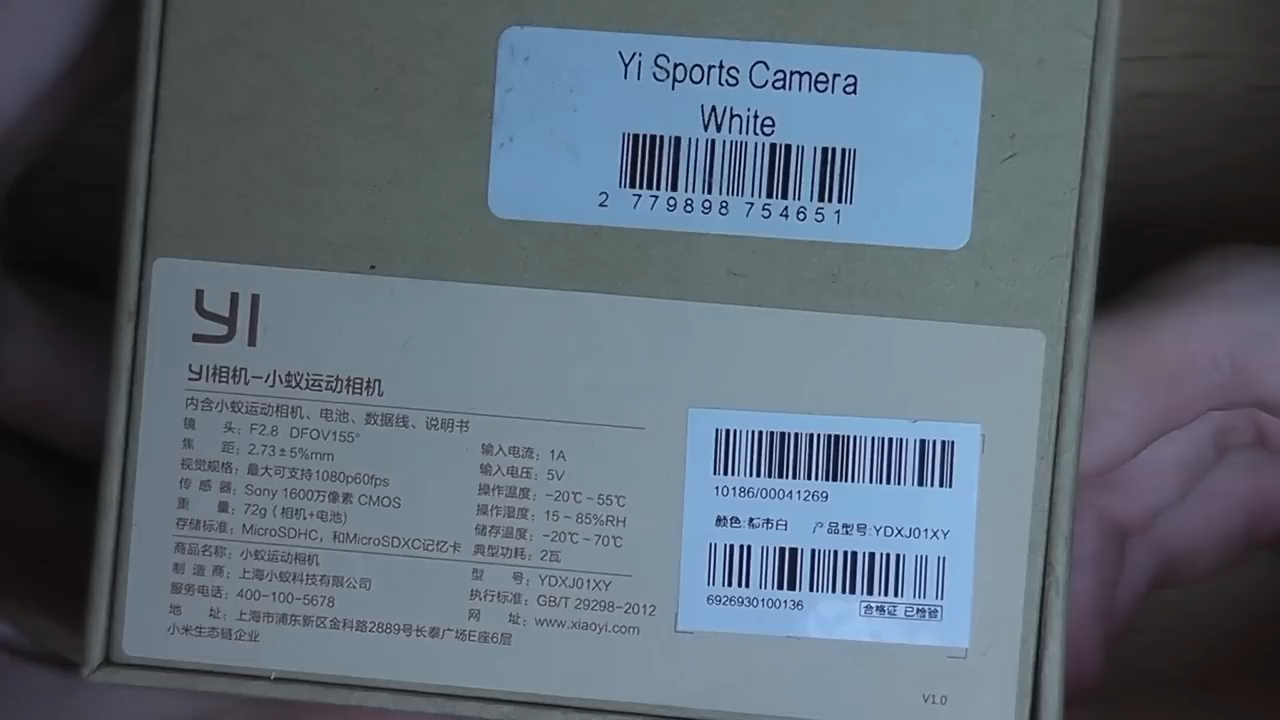 Yi Sports Camera
White
2 779898 754651
YI
YI相机-小蚁运动相机
内含小蚁运动相机、电池、数据线、说明书
镜 头: F2.8 DFOV155°
焦 距: 2.73±5%mm
视觉规格: 最大可支持1080p60fps
传 感 器: Sony 1600万像素 CMOS
重 量: 72g (相机+电池)
存储标准: MicroSDHC, 和MicroSDXC记忆卡
输入电流: 1A
输入电压: 5V
操作温度: -20℃~55℃
操作湿度: 15~85%RH
储存温度: -20℃~70℃
典型功耗: 2瓦
商品名称: 小蚁运动相机
制 造 商: 上海小蚁科技有限公司
服务电话: 400-100-5678
地 址: 上海市浦东新区金科路2889号长泰广场E座6层
小米生态链企业
型 号: YDXJ01XY
执行标准: GB/T 29298-2012
网 址: www.xiaoyi.com
10186/00041269
颜色:都市白 产品型号:YDXJ01XY
6926930100136
合格证 已检验
V1.0